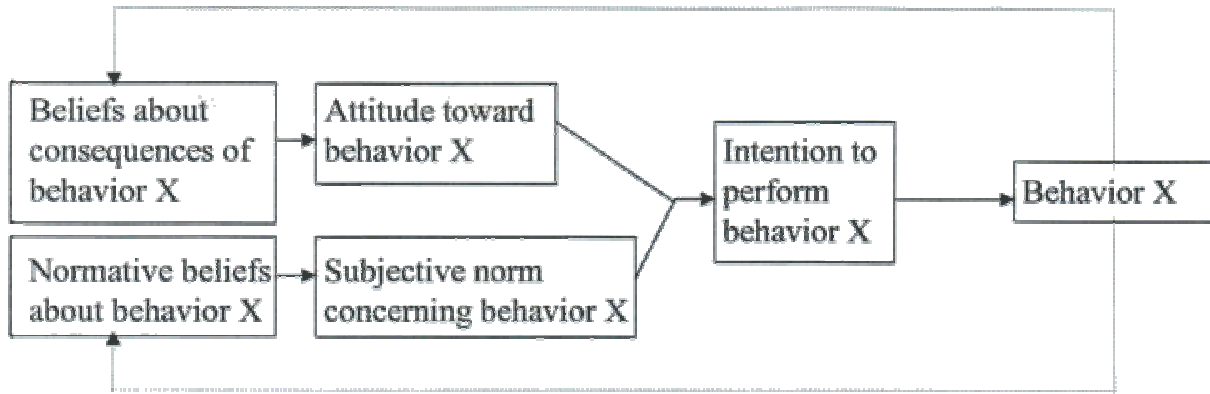 Beliefs about
consequences of
behavior X
Attitude toward
behavior X
Normative beliefs
about behavior X
Subjective norm
concerning behavior X
Intention to
perform
behavior X
Behavior X